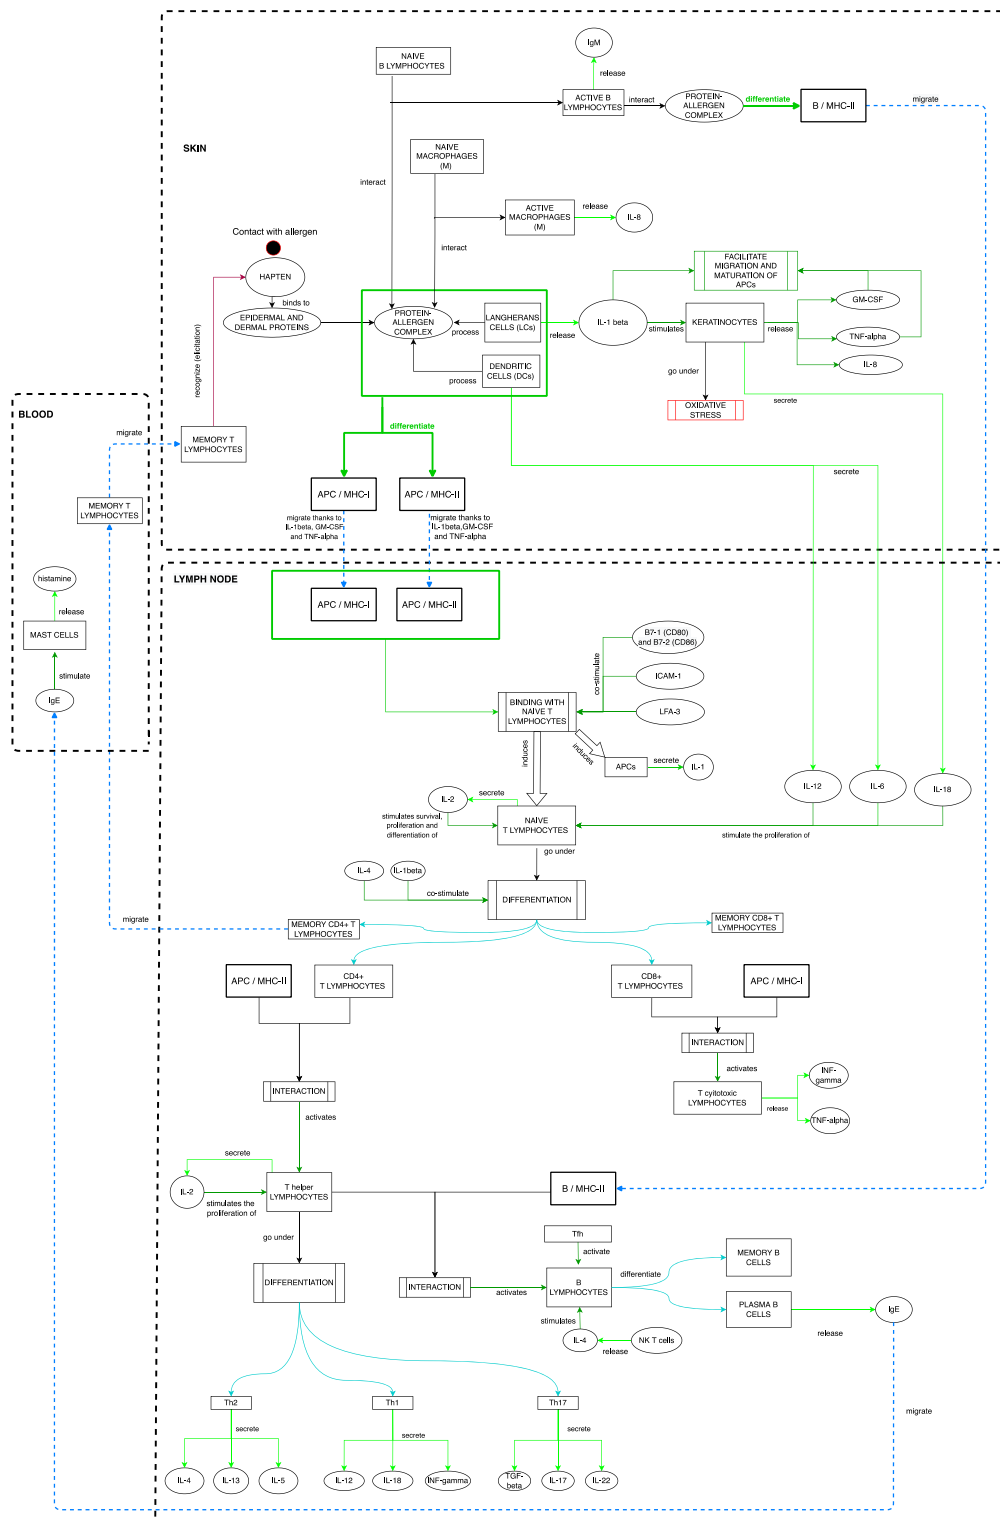 IgM
NAIVE
B LYMPHOCYTES
release
ACTIVE B
LYMPHOCYTES
interact
PROTEIN-
ALLERGEN
COMPLEX
differentiate
B / MHC-II
migrate
SKIN
NAIVE
MACROPHAGES
(M)
interact
ACTIVE
MACROPHAGES
(M)
release
IL-8
Contact with allergen
interact
HAPTEN
FACILITATE
MIGRATION AND
MATURATION OF
APCs
binds to
GM-CSF
EPIDERMAL AND
DERMAL PROTEINS
PROTEIN-
ALLERGEN
COMPLEX
process
LANGHERANS
CELLS (LCs)
release
IL-1 beta
stimulates
KERATINOCYTES
release
TNF-alpha
IL-8
process
DENDRITIC
CELLS (DCs)
go under
secrete
recognize (elicitation)
OXIDATIVE
STRESS
BLOOD
migrate
MEMORY T
LYMPHOCYTES
differentiate
secrete
APC / MHC-I
APC / MHC-II
MEMORY T
LYMPHOCYTES
migrate thanks to
IL-1beta, GM-CSF
and TNF-alpha
migrate thanks to
IL-1beta,GM-CSF
and TNF-alpha
LYMPH NODE
histamine
release
APC / MHC-I
APC / MHC-II
MAST CELLS
stimulate
IgE
B7-1 (CD80)
and B7-2 (CD86)
co-stimulate
ICAM-1
LFA-3
BINDING WITH
NAIVE T
LYMPHOCYTES
induces
induces
APCs
secrete
IL-1
IL-12
IL-6
IL-18
IL-2
secrete
stimulates survival,
proliferation and
differentiation of
NAIVE
T LYMPHOCYTES
stimulate the proliferation of
go under
IL-4
IL-1beta
co-stimulate
DIFFERENTIATION
migrate
MEMORY CD4+ T
LYMPHOCYTES
MEMORY CD8+ T
LYMPHOCYTES
APC / MHC-II
CD4+
T LYMPHOCYTES
CD8+
T LYMPHOCYTES
APC / MHC-I
INTERACTION
activates
T cyitotoxic
LYMPHOCYTES
release
INF-
gamma
TNF-alpha
INTERACTION
activates
secrete
IL-2
stimulates the
proliferation of
T helper
LYMPHOCYTES
B / MHC-II
go under
Tfh
activate
DIFFERENTIATION
INTERACTION
activates
B
LYMPHOCYTES
differentiate
MEMORY B
CELLS
PLASMA B
CELLS
release
IgE
stimulates
IL-4
release
NK T cells
migrate
Th2
Th1
Th17
secrete
secrete
secrete
IL-4
IL-13
IL-5
IL-12
IL-18
INF-gamma
TGF-
beta
IL-17
IL-22